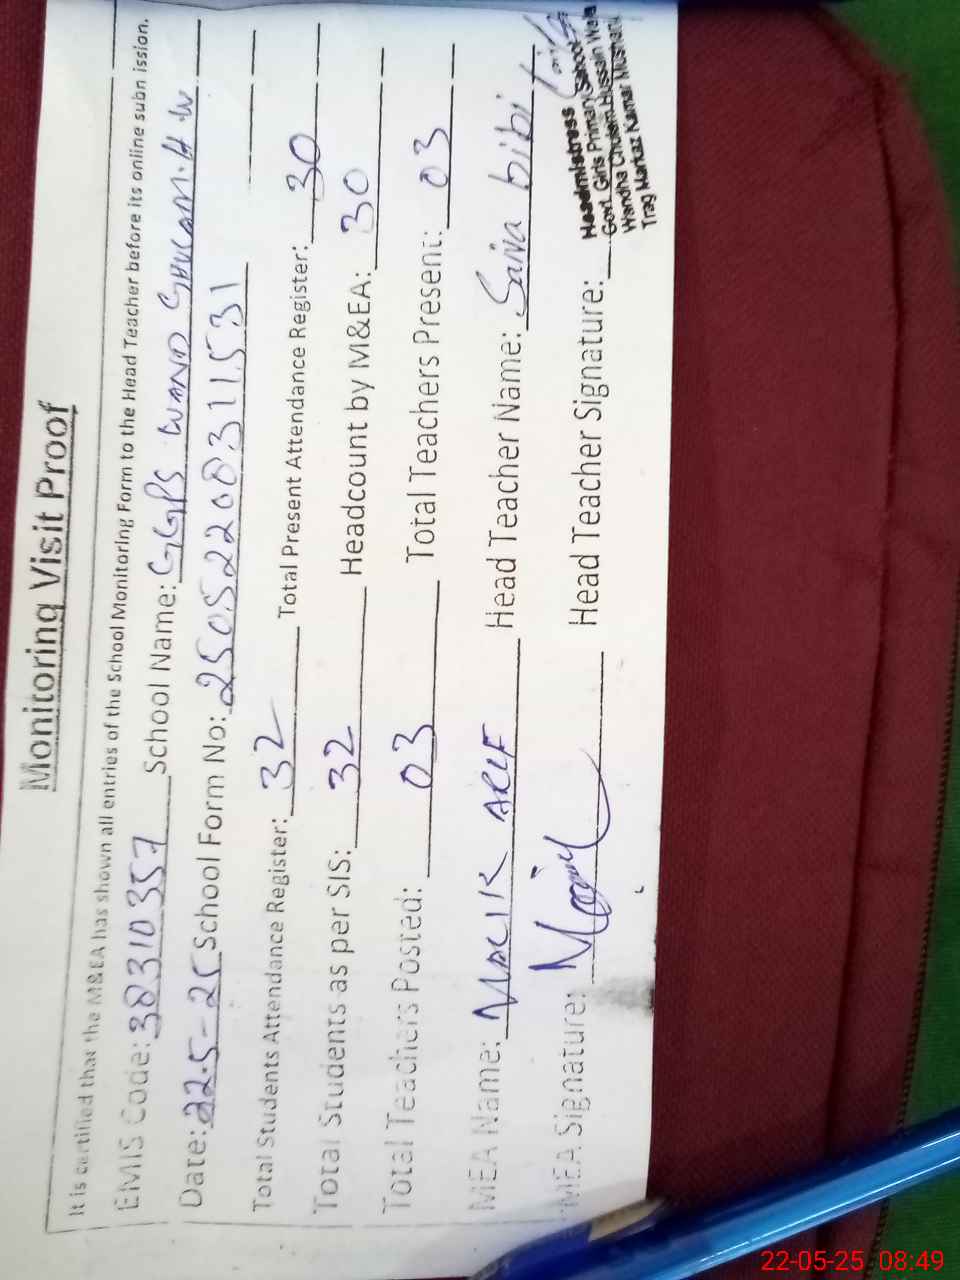 Monitoring Visit Proof
It is certified that the M&EA has shown all entries of the School Monitoring Form to the Head Teacher before its online submission.
EMIS Code: 38310357 School Name: GGPS WAND GHULAM.H.W
Date: 22.5-25 School Form No: 2505220831531
Total Students Attendance Register: 32 Total Present Attendance Register: 30
Total Students as per SIS: 32 Headcount by M&EA: 30
Total Teachers Posted: 03 Total Teachers Present: 03
MEA Name: MALIK Head Teacher Name: bibi
MEA Signature: Head Teacher Signature:
Headmistress
Govt. Girls Primary School
Wandha Hussain Wala
Trag Markaz Kamar Mushani
22-05-25 08:49